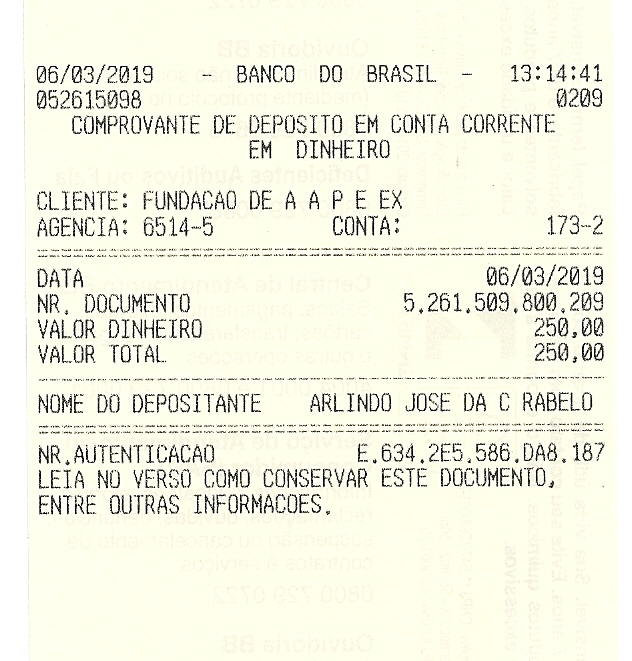 06/03/2019 - BANCO DO BRASIL - 13:14:41
052615098 0209
COMPROVANTE DE DEPOSITO EM CONTA CORRENTE
EM DINHEIRO
CLIENTE: FUNDACAO DE A A P E EX
AGENCIA: 6514-5 CONTA: 173-2
DATA 06/03/2019
NR. DOCUMENTO 5.261.509.800.209
VALOR DINHEIRO 250,00
VALOR TOTAL 250,00
NOME DO DEPOSITANTE ARLINDO JOSE DA C RABELO
NR.AUTENTICACAO E.634.2E5.586.DA8.187
LEIA NO VERSO COMO CONSERVAR ESTE DOCUMENTO,
ENTRE OUTRAS INFORMACOES.